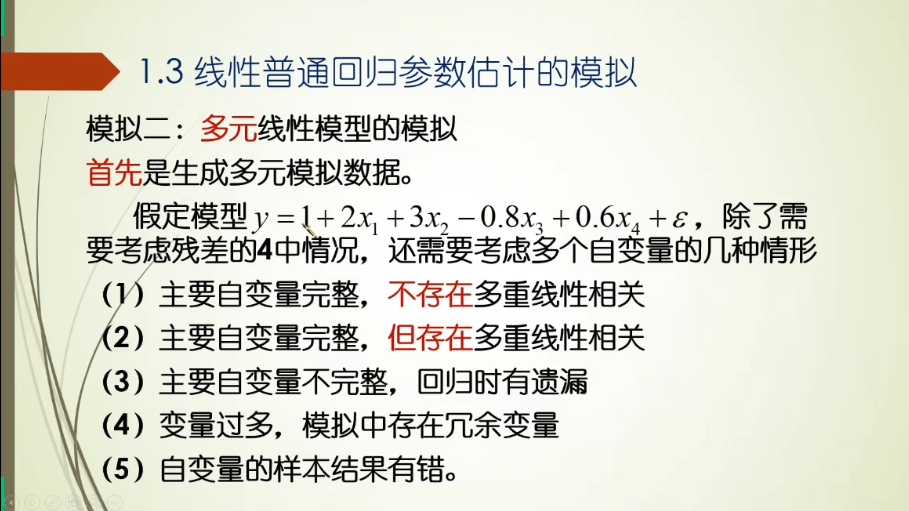 1.3 线性普通回归参数估计的模拟
模拟二：多元线性模型的模拟
首先是生成多元模拟数据。
假定模型 y = 1 + 2x₁ + 3x₂ − 0.8x₃ + 0.6x₄ + ε，除了需
要考虑残差的4中情况，还需要考虑多个自变量的几种情形
（1）主要自变量完整，不存在多重线性相关
（2）主要自变量完整，但存在多重线性相关
（3）主要自变量不完整，回归时有遗漏
（4）变量过多，模拟中存在冗余变量
（5）自变量的样本结果有错。